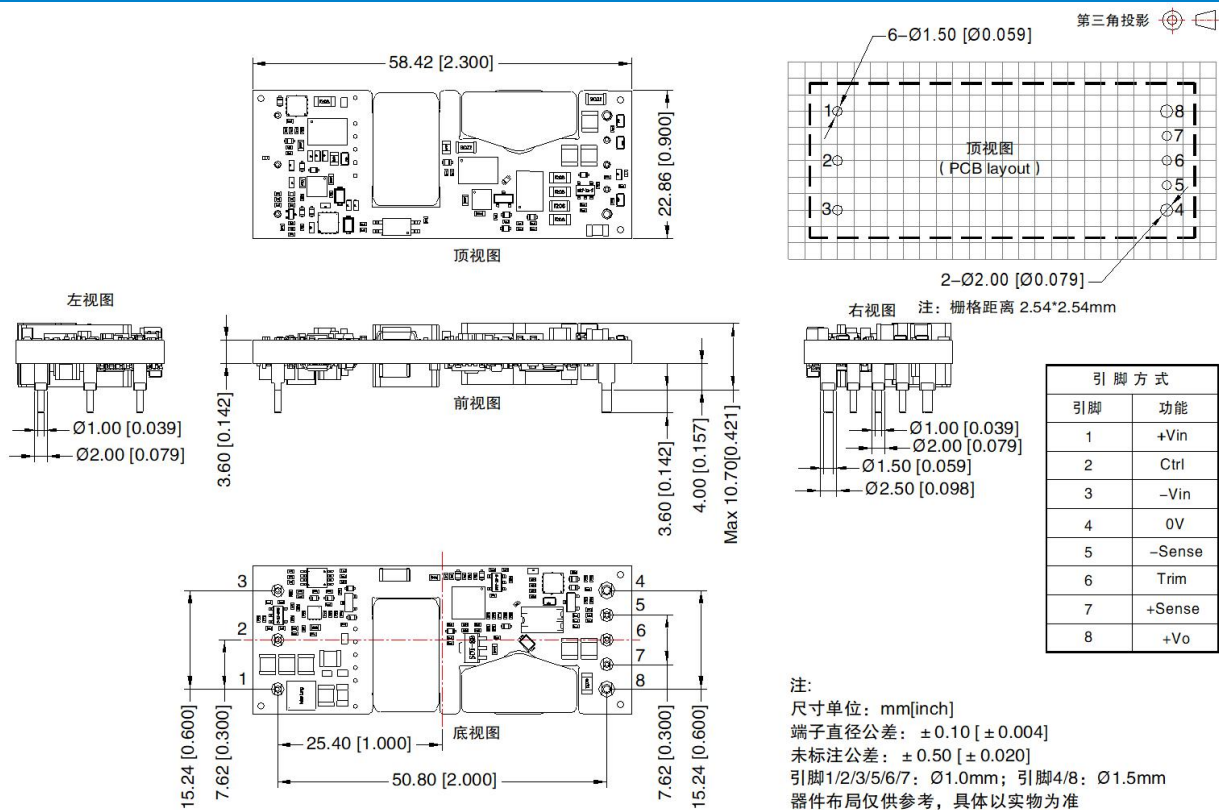 第三角投影
6–Ø1.50 [Ø0.059]
58.42 [2.300]
22.86 [0.900]
顶视图
1
2
3
8
7
6
5
4
顶视图
( PCB layout )
2–Ø2.00 [Ø0.079]
注：栅格距离 2.54*2.54mm
左视图
Ø1.00 [0.039]
Ø2.00 [0.079]
3.60 [0.142]
前视图
3.60 [0.142]
4.00 [0.157]
Max 10.70[0.421]
右视图
Ø1.00 [0.039]
Ø2.00 [0.079]
Ø1.50 [0.059]
Ø2.50 [0.098]
引 脚 方 式
引脚 功能
1 +Vin
2 Ctrl
3 –Vin
4 0V
5 –Sense
6 Trim
7 +Sense
8 +Vo
3
2
1
4
5
6
7
8
底视图
15.24 [0.600]
7.62 [0.300]
25.40 [1.000]
50.80 [2.000]
7.62 [0.300]
15.24 [0.600]
注:
尺寸单位：mm[inch]
端子直径公差：±0.10 [±0.004]
未标注公差：±0.50 [±0.020]
引脚1/2/3/5/6/7：Ø1.0mm；引脚4/8：Ø1.5mm
器件布局仅供参考，具体以实物为准